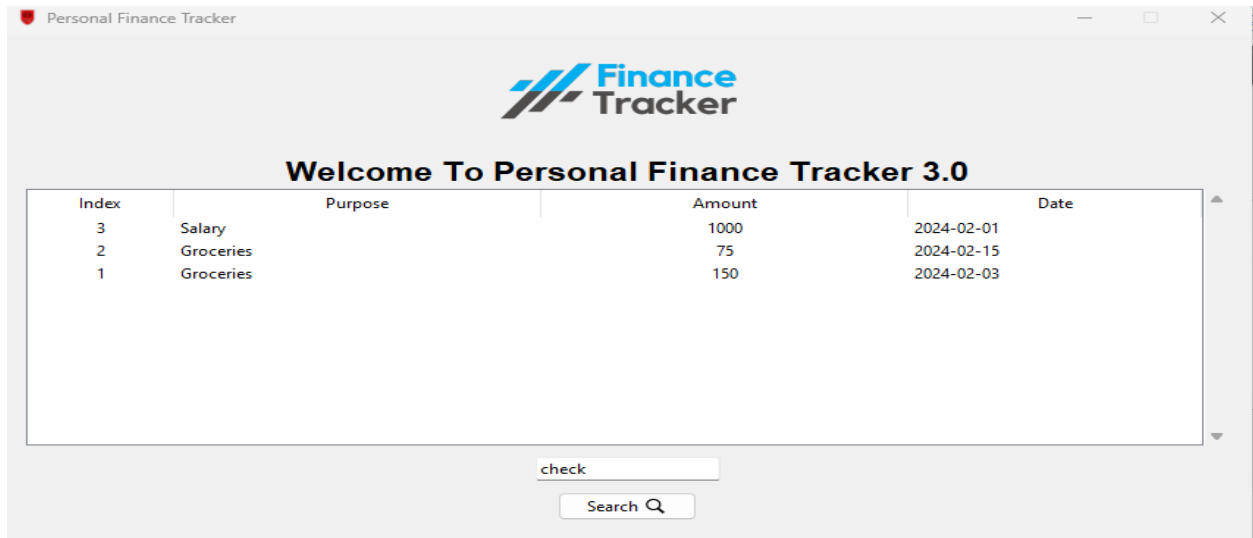 Personal Finance Tracker
Finance
Tracker
Welcome To Personal Finance Tracker 3.0
Index Purpose Amount Date
3 Salary 1000 2024-02-01
2 Groceries 75 2024-02-15
1 Groceries 150 2024-02-03
check
Search